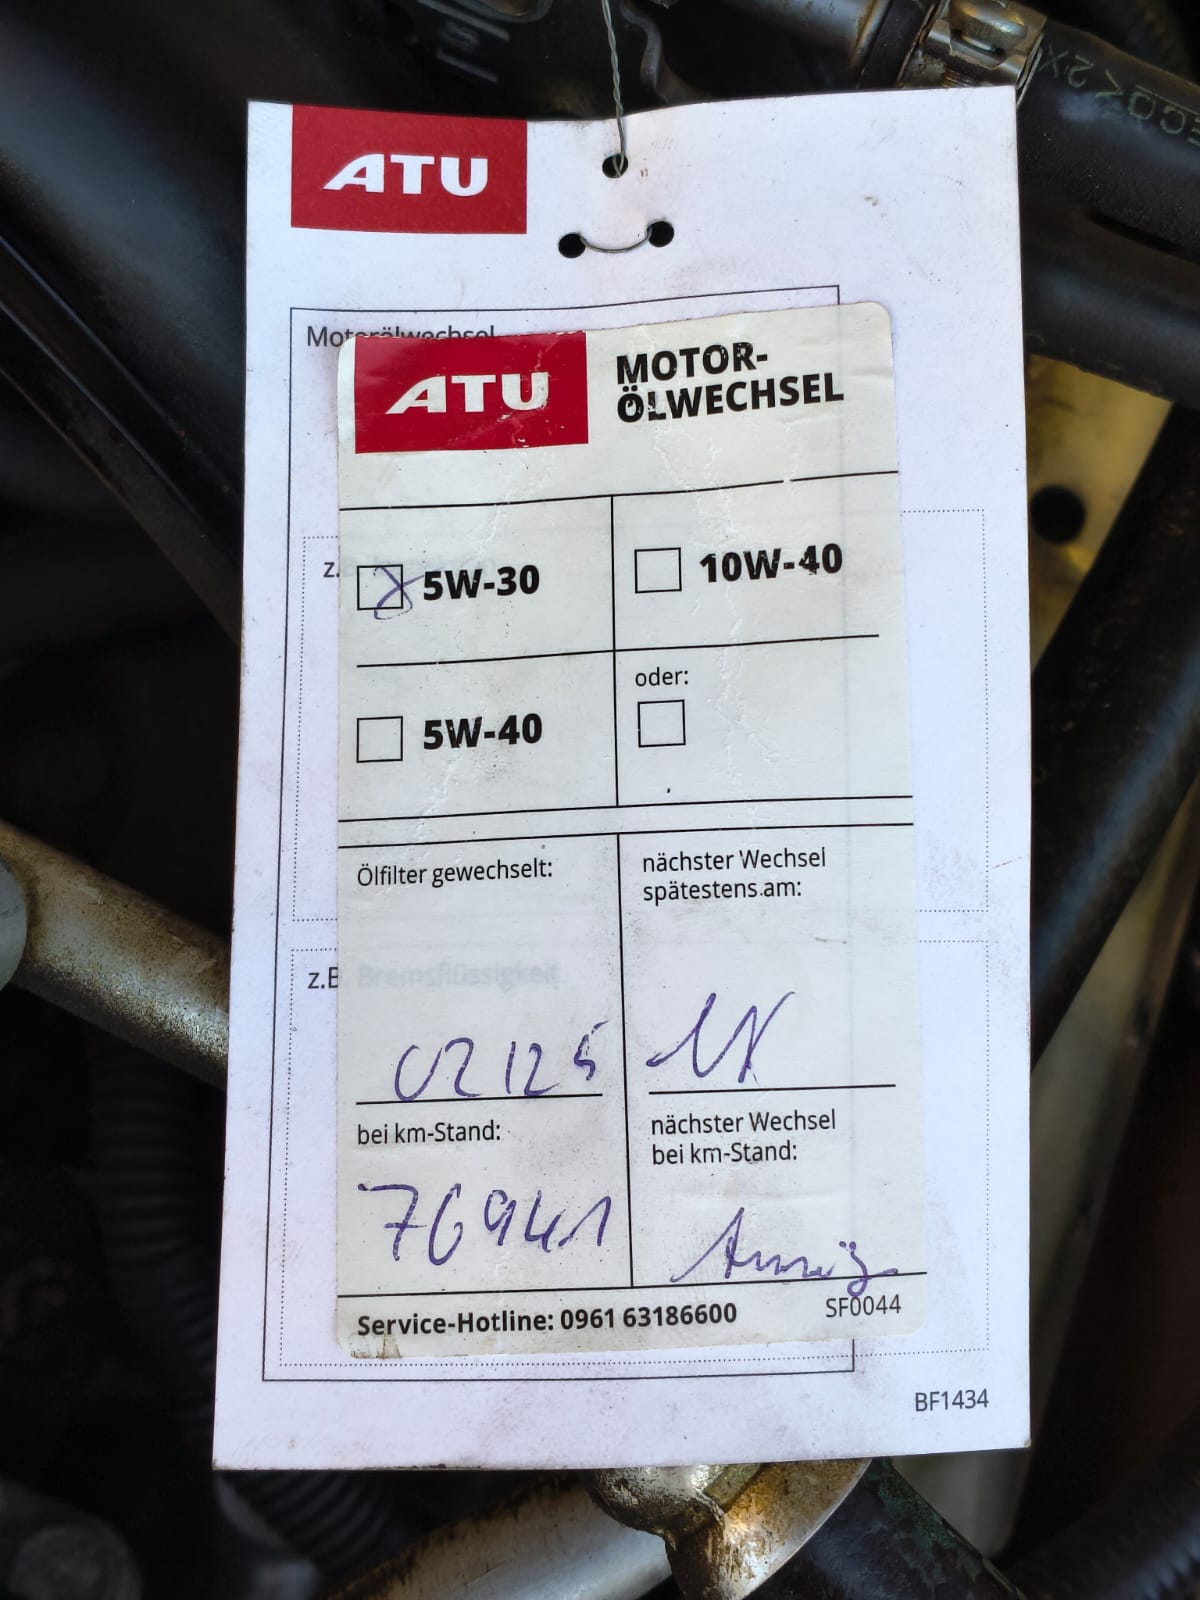 ATU
Motorölwechsel
ATU
MOTOR-
ÖLWECHSEL
5W-30
10W-40
z.
5W-40
oder:
Ölfilter gewechselt:
nächster Wechsel
spätestens am:
z.B. Bremsflüssigkeit
02125
bei km-Stand:
nächster Wechsel
bei km-Stand:
76941
Service-Hotline: 0961 63186600
SF0044
BF1434